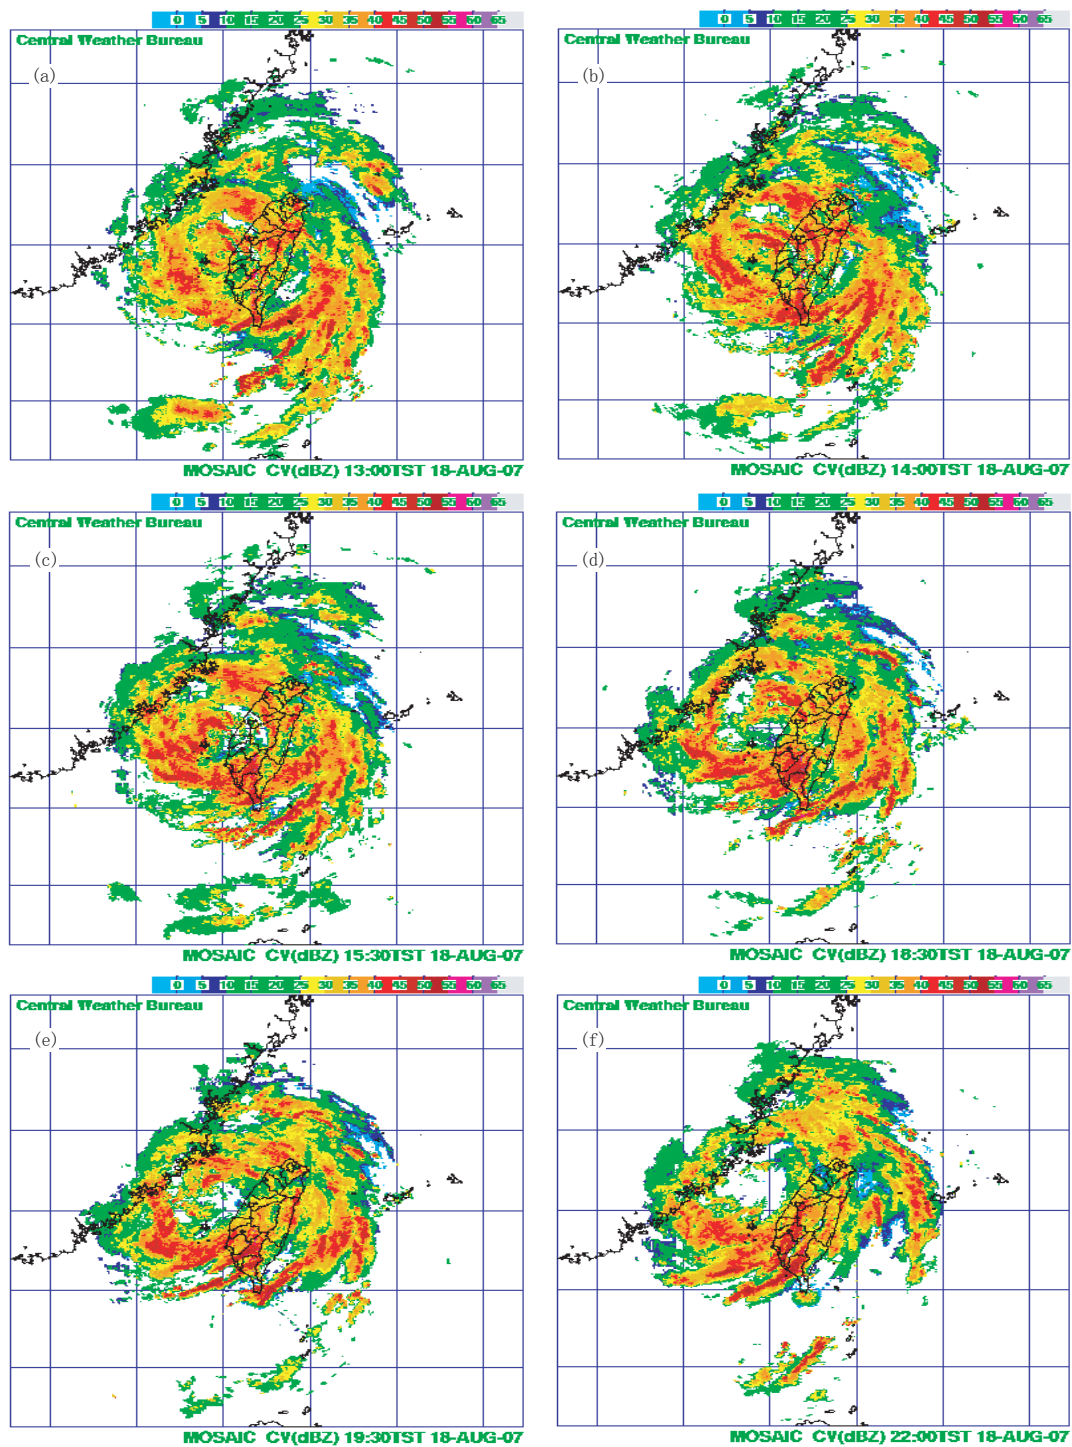 0 5 10 15 20 25 30 35 40 45 50 55 60 65
Central Weather Bureau
(a)
MOSAIC CV(dBZ) 13:00TST 18-AUG-07
0 5 10 15 20 25 30 35 40 45 50 55 60 65
Central Weather Bureau
(b)
MOSAIC CV(dBZ) 14:00TST 18-AUG-07
0 5 10 15 20 25 30 35 40 45 50 55 60 65
Central Weather Bureau
(c)
MOSAIC CV(dBZ) 15:30TST 18-AUG-07
0 5 10 15 20 25 30 35 40 45 50 55 60 65
Central Weather Bureau
(d)
MOSAIC CV(dBZ) 18:30TST 18-AUG-07
0 5 10 15 20 25 30 35 40 45 50 55 60 65
Central Weather Bureau
(e)
MOSAIC CV(dBZ) 19:30TST 18-AUG-07
0 5 10 15 20 25 30 35 40 45 50 55 60 65
Central Weather Bureau
(f)
MOSAIC CV(dBZ) 22:00TST 18-AUG-07